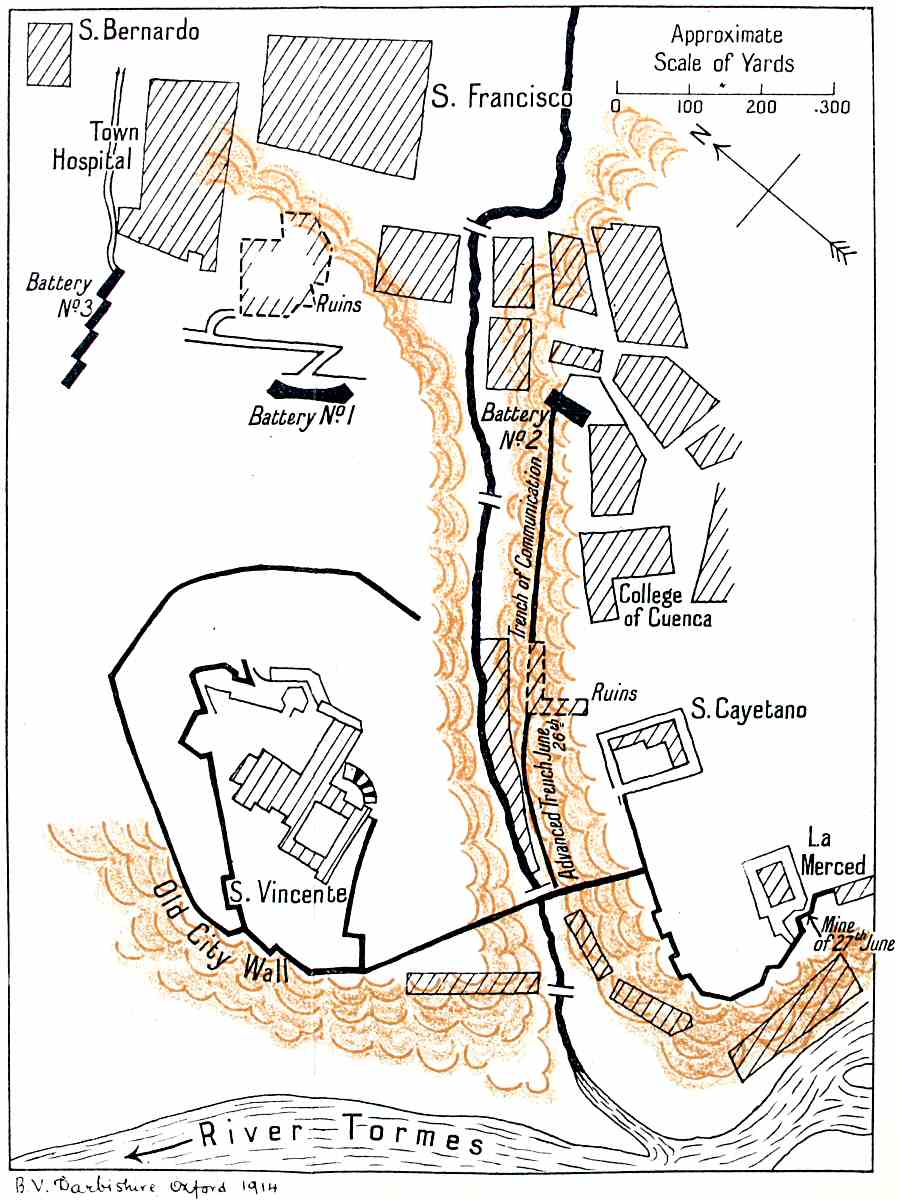 S. Bernardo
Approximate
Scale of Yards
0 100 200 .300
N
S. Francisco
Town
Hospital
Battery
Nº3
Ruins
Battery Nº1
Battery
Nº2
Trench of Communication
College
of Cuenca
Ruins
S. Cayetano
Advanced Trench June
26th
La
Merced
Mine
of 27th June
S. Vincente
Old City Wall
River Tormes
B.V. Darbishire Oxford 1914